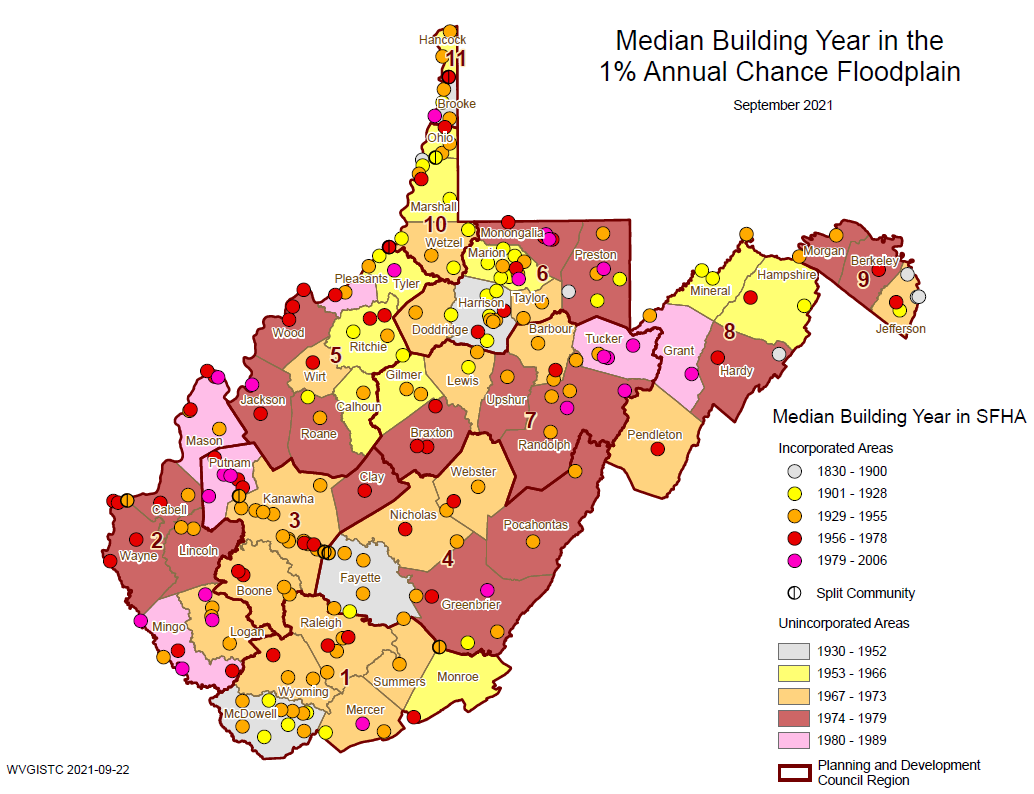 Median Building Year in the
1% Annual Chance Floodplain
September 2021
Hancock
11
Brooke
Ohio
Marshall
10
Wetzel
Monongalia
Marion
6
Preston
Pleasants
Tyler
Harrison
Taylor
Doddridge
Barbour
Wood
Ritchie
5
Wirt
Tucker
Grant
Mineral
Hampshire
8
Hardy
Morgan
Berkeley
9
Jefferson
Gilmer
Lewis
Upshur
7
Randolph
Pendleton
Jackson
Calhoun
Roane
Braxton
Mason
Putnam
Clay
Webster
Kanawha
3
Nicholas
Pocahontas
Cabell
2
Wayne
Lincoln
4
Fayette
Boone
Greenbrier
Mingo
Logan
Raleigh
1
Summers
Monroe
Wyoming
McDowell
Mercer
Median Building Year in SFHA
Incorporated Areas
1830 - 1900
1901 - 1928
1929 - 1955
1956 - 1978
1979 - 2006
Split Community
Unincorporated Areas
1930 - 1952
1953 - 1966
1967 - 1973
1974 - 1979
1980 - 1989
Planning and Development
Council Region
WVGISTC 2021-09-22